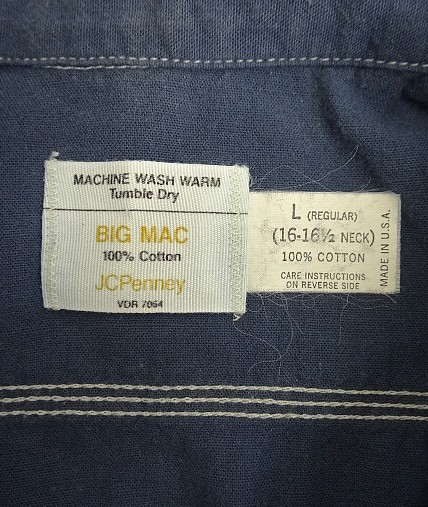 MACHINE WASH WARM
Tumble Dry
BIG MAC
100% Cotton
JCPenney
VDR 7064
L (REGULAR)
(16-16½ NECK)
100% COTTON
CARE INSTRUCTIONS
ON REVERSE SIDE
MADE IN U.S.A.